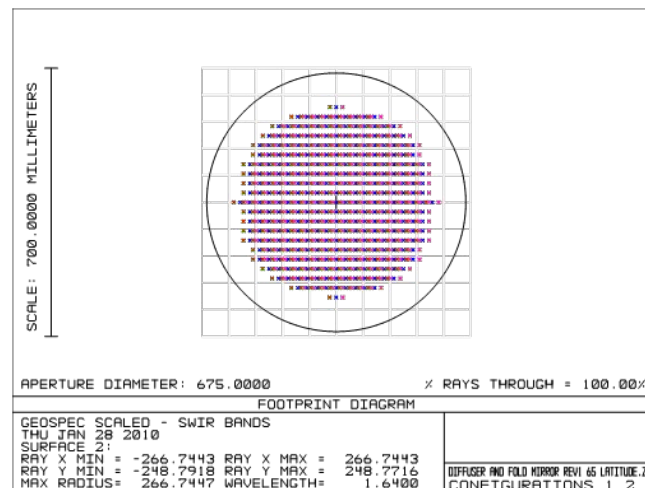 SCALE: 700.0000 MILLIMETERS
APERTURE DIAMETER: 675.0000 % RAYS THROUGH = 100.00%
FOOTPRINT DIAGRAM
GEOSPEC SCALED - SWIR BANDS
THU JAN 28 2010
SURFACE 2:
RAY X MIN = -266.7443 RAY X MAX = 266.7443
RAY Y MIN = -248.7918 RAY Y MAX = 248.7716
MAX RADIUS= 266.7447 WAVELENGTH= 1.6400
DIFFUSER AND FOLD MIRROR REV1 65 LATITUDE.Z
CONFIGURATIONS 1 2